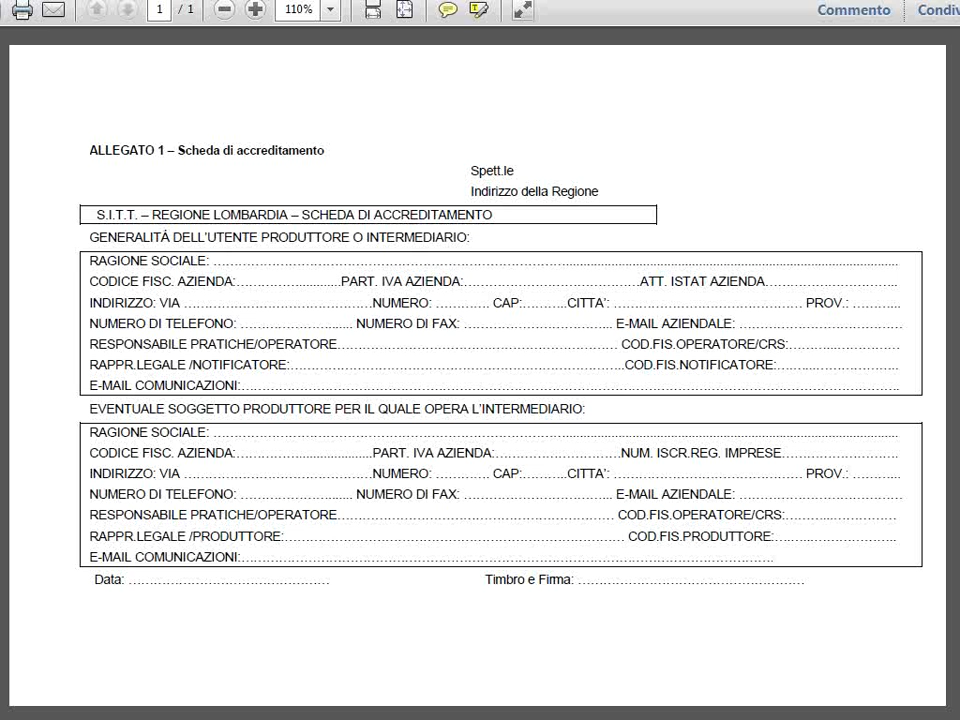 1 / 1 110% Commento
ALLEGATO 1 – Scheda di accreditamento
Spett.le
Indirizzo della Regione
S.I.T.T. – REGIONE LOMBARDIA – SCHEDA DI ACCREDITAMENTO
GENERALITÁ DELL'UTENTE PRODUTTORE O INTERMEDIARIO:
RAGIONE SOCIALE: ……………………………………………………………………………………
CODICE FISC. AZIENDA:……………………PART. IVA AZIENDA:……………………………………ATT. ISTAT AZIENDA……………………………
INDIRIZZO: VIA ……………………………………NUMERO: ………… CAP:………CITTA': …………………………………… PROV.: ………
NUMERO DI TELEFONO: …………………… NUMERO DI FAX: …………………………… E-MAIL AZIENDALE: ………………………………
RESPONSABILE PRATICHE/OPERATORE…………………………………………………… COD.FIS.OPERATORE/CRS:……………………
RAPPR.LEGALE /NOTIFICATORE:………………………………………………………………COD.FIS.NOTIFICATORE:………………………
E-MAIL COMUNICAZIONI:……………………………………………………………………………………
EVENTUALE SOGGETTO PRODUTTORE PER IL QUALE OPERA L'INTERMEDIARIO:
RAGIONE SOCIALE: ……………………………………………………………………………………
CODICE FISC. AZIENDA:…………………………PART. IVA AZIENDA:…………………………NUM. ISCR.REG. IMPRESE………………………
INDIRIZZO: VIA ……………………………………NUMERO: ………… CAP:………CITTA': …………………………………… PROV.: ………
NUMERO DI TELEFONO: …………………… NUMERO DI FAX: …………………………… E-MAIL AZIENDALE: ………………………………
RESPONSABILE PRATICHE/OPERATORE…………………………………………………… COD.FIS.OPERATORE/CRS:……………………
RAPPR.LEGALE /PRODUTTORE:……………………………………………………………… COD.FIS.PRODUTTORE:………………………
E-MAIL COMUNICAZIONI:………………………………………………………………………
Data: ……………………………………… Timbro e Firma: ……………………………………………